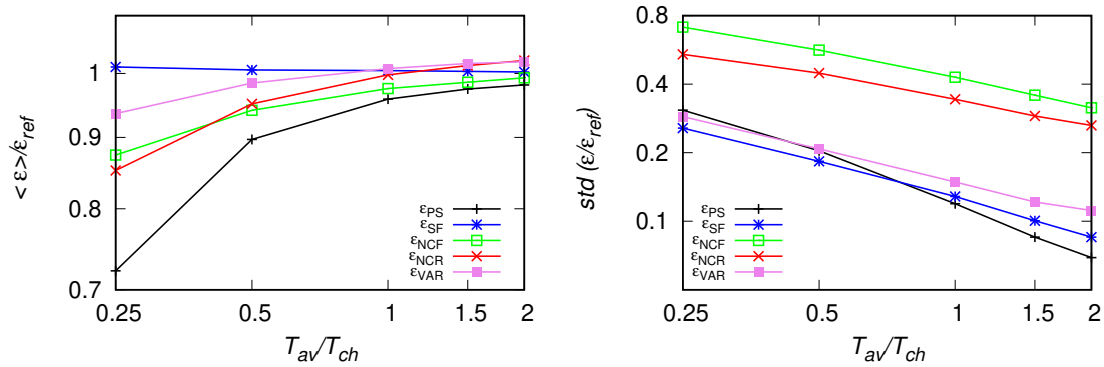 1
0.9
0.8
0.7
< ε>/ε_ref
ε_PS
ε_SF
ε_NCF
ε_NCR
ε_VAR
0.25 0.5 1 1.5 2
T_av/T_ch
0.8
0.4
0.2
0.1
std (ε/ε_ref)
ε_PS
ε_SF
ε_NCF
ε_NCR
ε_VAR
0.25 0.5 1 1.5 2
T_av/T_ch